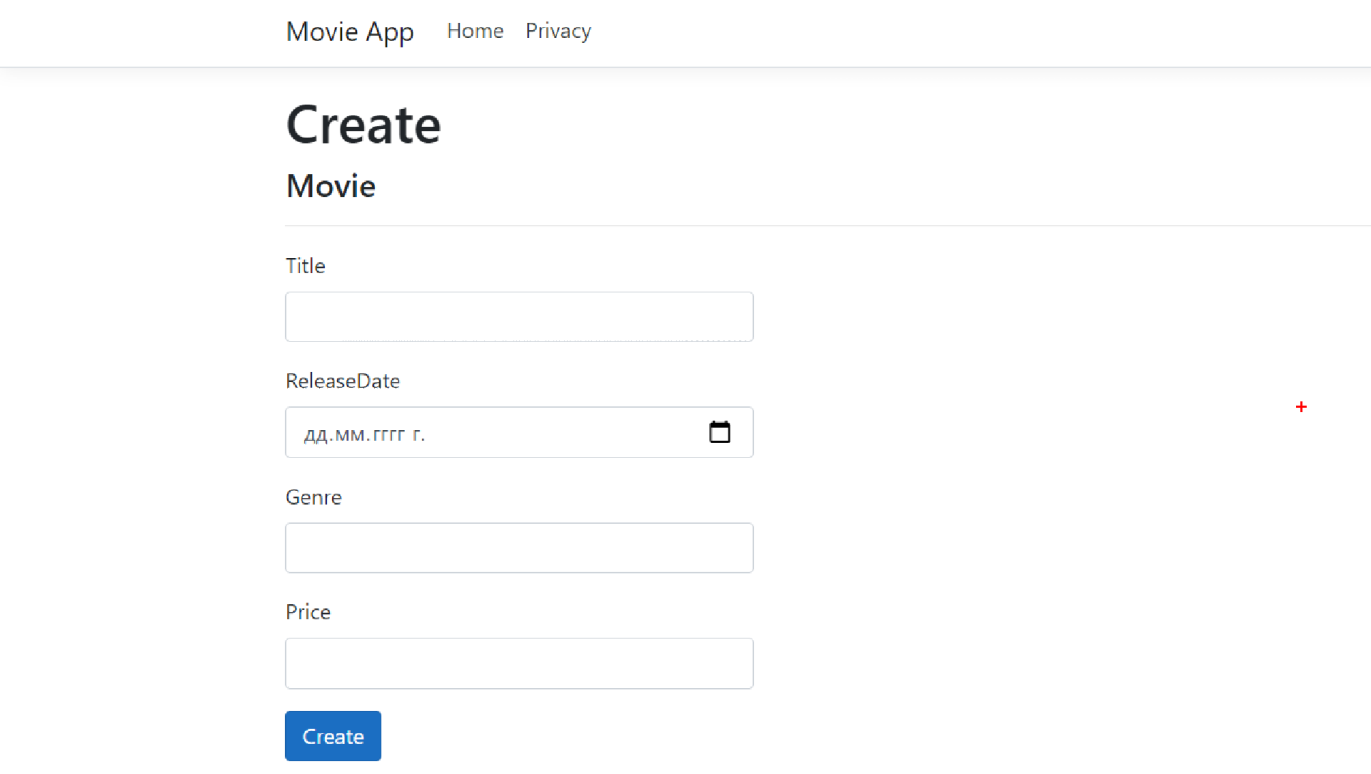 Movie App Home Privacy
Create
Movie
Title
ReleaseDate
дд.мм.гггг г.
Genre
Price
Create